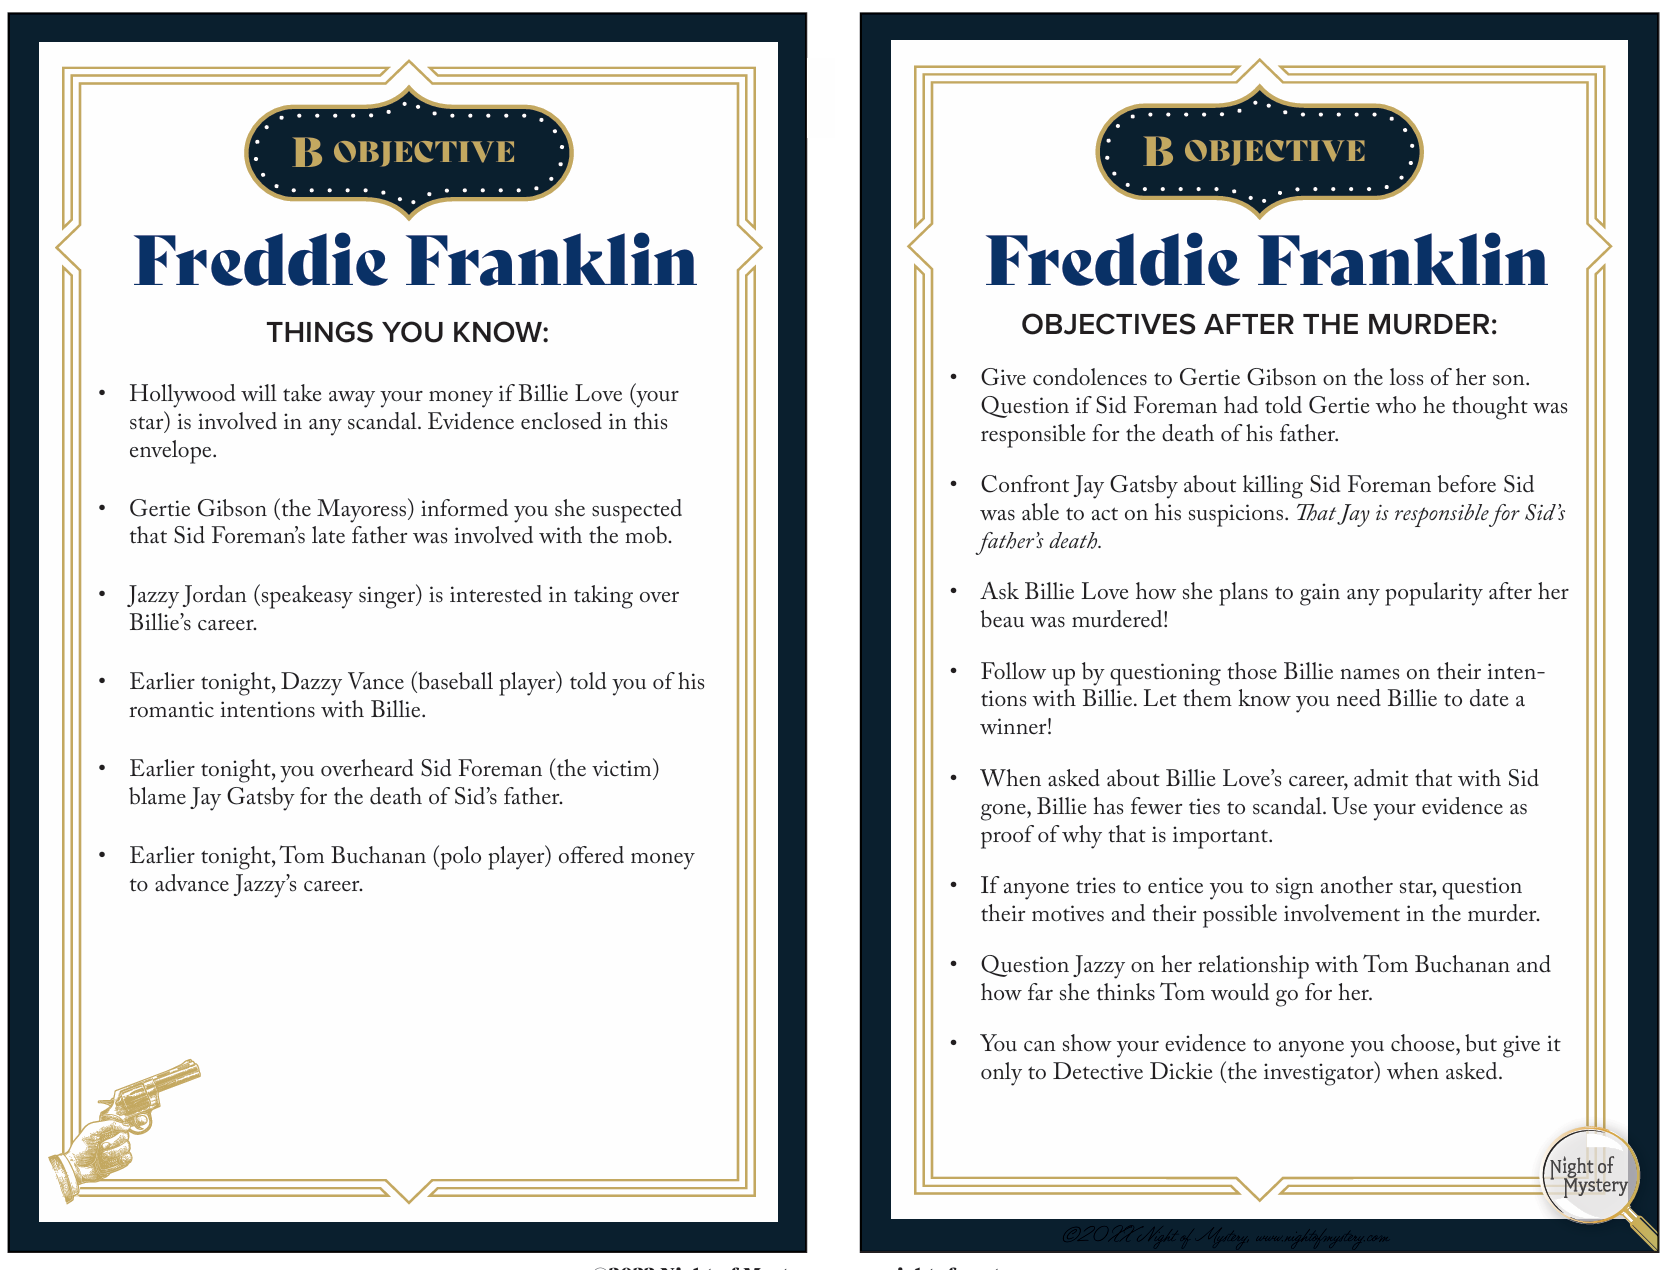 B OBJECTIVE
Freddie Franklin
THINGS YOU KNOW:
• Hollywood will take away your money if Billie Love (your
star) is involved in any scandal. Evidence enclosed in this
envelope.
• Gertie Gibson (the Mayoress) informed you she suspected
that Sid Foreman’s late father was involved with the mob.
• Jazzy Jordan (speakeasy singer) is interested in taking over
Billie’s career.
• Earlier tonight, Dazzy Vance (baseball player) told you of his
romantic intentions with Billie.
• Earlier tonight, you overheard Sid Foreman (the victim)
blame Jay Gatsby for the death of Sid’s father.
• Earlier tonight, Tom Buchanan (polo player) offered money
to advance Jazzy’s career.
B OBJECTIVE
Freddie Franklin
OBJECTIVES AFTER THE MURDER:
• Give condolences to Gertie Gibson on the loss of her son.
Question if Sid Foreman had told Gertie who he thought was
responsible for the death of his father.
• Confront Jay Gatsby about killing Sid Foreman before Sid
was able to act on his suspicions. That Jay is responsible for Sid’s
father’s death.
• Ask Billie Love how she plans to gain any popularity after her
beau was murdered!
• Follow up by questioning those Billie names on their inten-
tions with Billie. Let them know you need Billie to date a
winner!
• When asked about Billie Love’s career, admit that with Sid
gone, Billie has fewer ties to scandal. Use your evidence as
proof of why that is important.
• If anyone tries to entice you to sign another star, question
their motives and their possible involvement in the murder.
• Question Jazzy on her relationship with Tom Buchanan and
how far she thinks Tom would go for her.
• You can show your evidence to anyone you choose, but give it
only to Detective Dickie (the investigator) when asked.
Night of
Mystery
©20XX Night of Mystery, www.nightofmystery.com